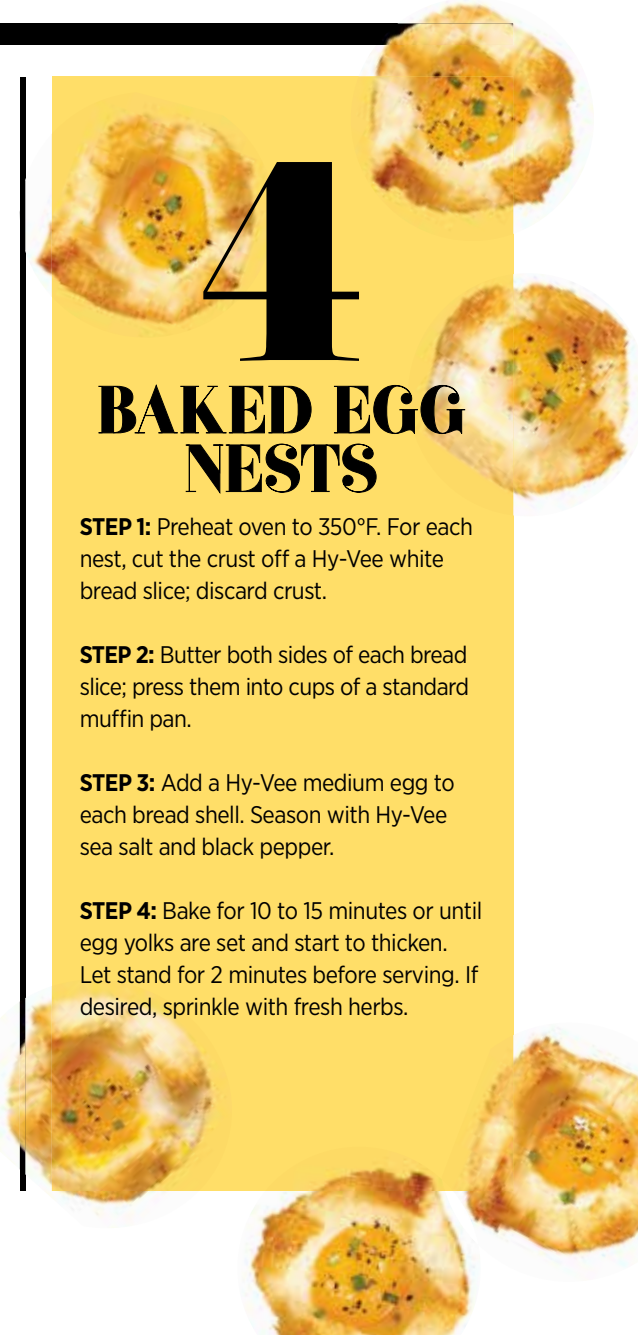 4
BAKED EGG
NESTS
STEP 1: Preheat oven to 350°F. For each
nest, cut the crust off a Hy-Vee white
bread slice; discard crust.
STEP 2: Butter both sides of each bread
slice; press them into cups of a standard
muffin pan.
STEP 3: Add a Hy-Vee medium egg to
each bread shell. Season with Hy-Vee
sea salt and black pepper.
STEP 4: Bake for 10 to 15 minutes or until
egg yolks are set and start to thicken.
Let stand for 2 minutes before serving. If
desired, sprinkle with fresh herbs.